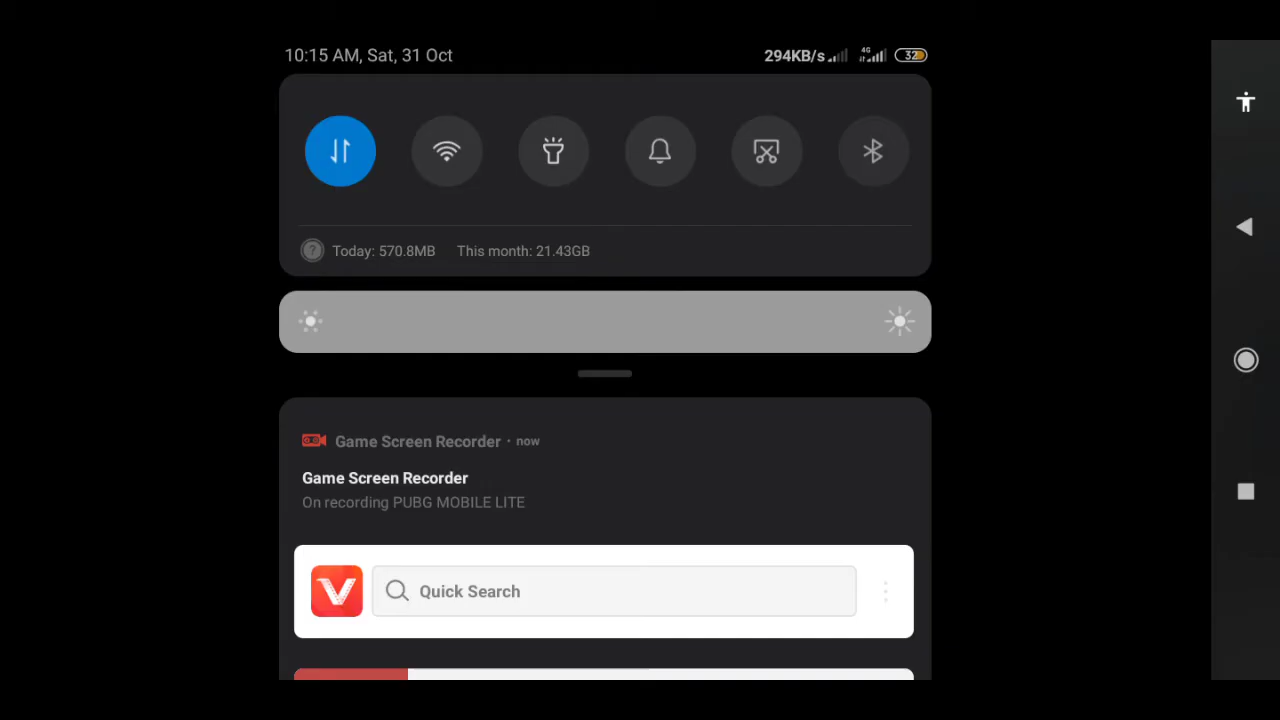 10:15 AM, Sat, 31 Oct 294KB/s 4G 32
Today: 570.8MB This month: 21.43GB
Game Screen Recorder · now
Game Screen Recorder
On recording PUBG MOBILE LITE
Quick Search